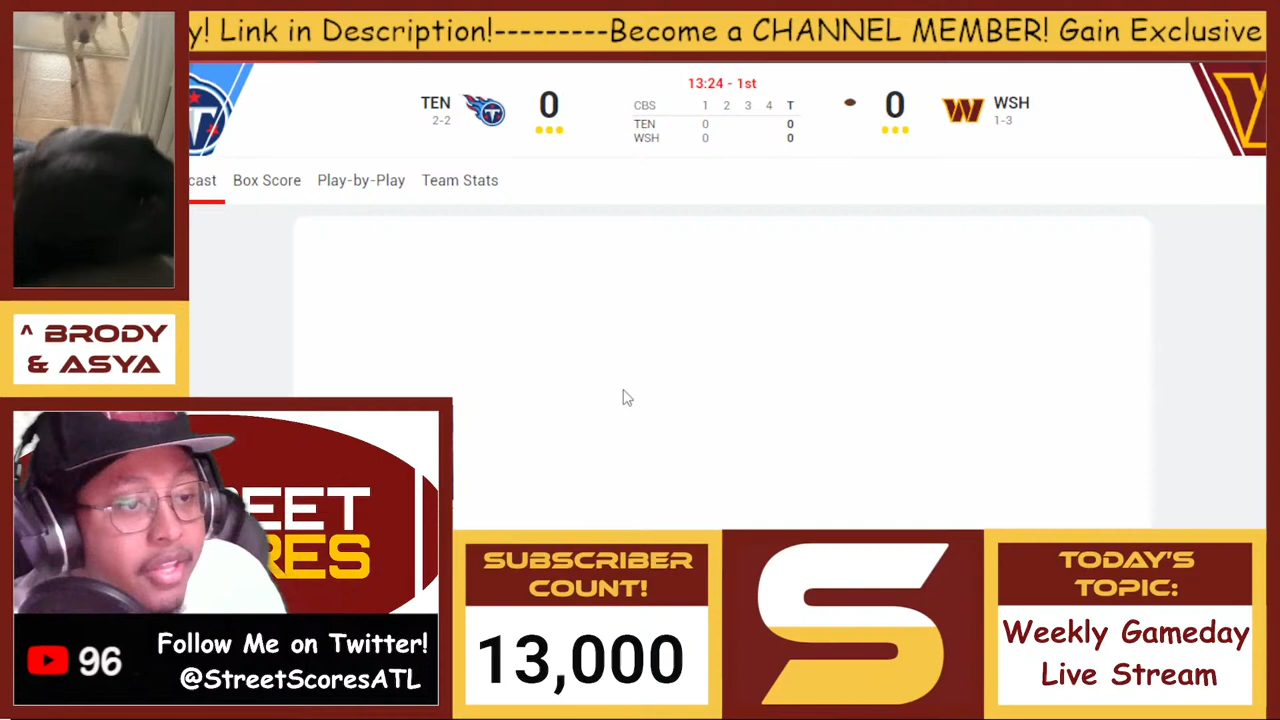 y! Link in Description!---------Become a CHANNEL MEMBER! Gain Exclusive
13:24 - 1st
TEN 0 CBS 1 2 3 4 T 0 WSH
2-2 TEN 0 0 1-3
WSH 0 0
cast Box Score Play-by-Play Team Stats
^ BRODY
& ASYA
EET
RES
96 Follow Me on Twitter!
@StreetScoresATL
SUBSCRIBER
COUNT!
13,000
S
TODAY'S
TOPIC:
Weekly Gameday
Live Stream